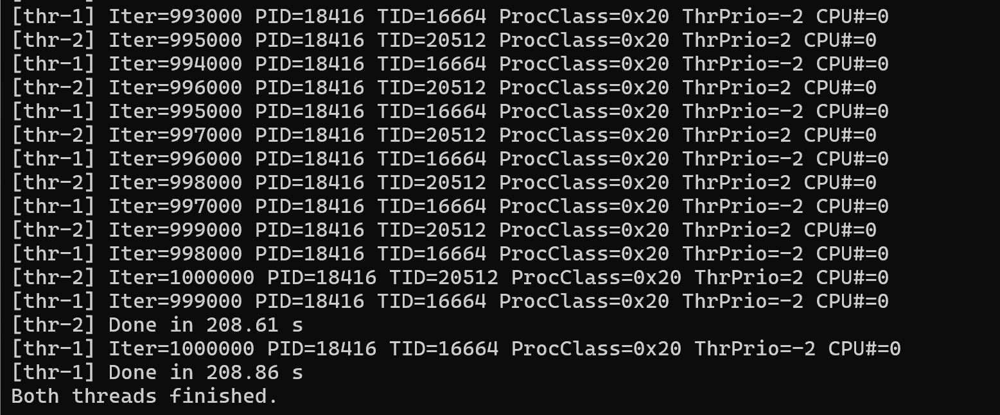 [thr-1] Iter=993000 PID=18416 TID=16664 ProcClass=0x20 ThrPrio=-2 CPU#=0
[thr-2] Iter=995000 PID=18416 TID=20512 ProcClass=0x20 ThrPrio=2 CPU#=0
[thr-1] Iter=994000 PID=18416 TID=16664 ProcClass=0x20 ThrPrio=-2 CPU#=0
[thr-2] Iter=996000 PID=18416 TID=20512 ProcClass=0x20 ThrPrio=2 CPU#=0
[thr-1] Iter=995000 PID=18416 TID=16664 ProcClass=0x20 ThrPrio=-2 CPU#=0
[thr-2] Iter=997000 PID=18416 TID=20512 ProcClass=0x20 ThrPrio=2 CPU#=0
[thr-1] Iter=996000 PID=18416 TID=16664 ProcClass=0x20 ThrPrio=-2 CPU#=0
[thr-2] Iter=998000 PID=18416 TID=20512 ProcClass=0x20 ThrPrio=2 CPU#=0
[thr-1] Iter=997000 PID=18416 TID=16664 ProcClass=0x20 ThrPrio=-2 CPU#=0
[thr-2] Iter=999000 PID=18416 TID=20512 ProcClass=0x20 ThrPrio=2 CPU#=0
[thr-1] Iter=998000 PID=18416 TID=16664 ProcClass=0x20 ThrPrio=-2 CPU#=0
[thr-2] Iter=1000000 PID=18416 TID=20512 ProcClass=0x20 ThrPrio=2 CPU#=0
[thr-1] Iter=999000 PID=18416 TID=16664 ProcClass=0x20 ThrPrio=-2 CPU#=0
[thr-2] Done in 208.61 s
[thr-1] Iter=1000000 PID=18416 TID=16664 ProcClass=0x20 ThrPrio=-2 CPU#=0
[thr-1] Done in 208.86 s
Both threads finished.